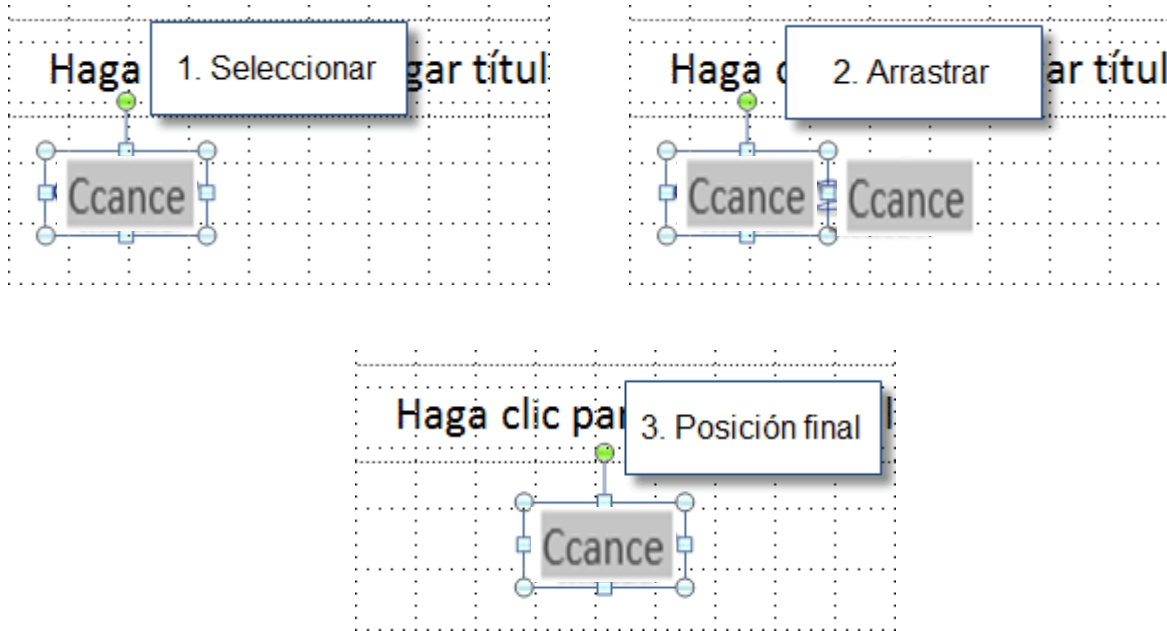 Haga
1. Seleccionar
gar títul
Ccance
Haga
2. Arrastrar
ar títul
Ccance
Ccance
Haga clic par
3. Posición final
Ccance